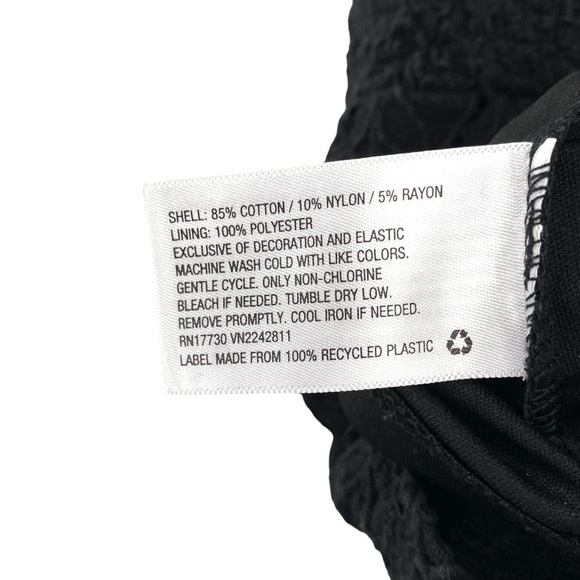 SHELL: 85% COTTON / 10% NYLON / 5% RAYON
LINING: 100% POLYESTER
EXCLUSIVE OF DECORATION AND ELASTIC
MACHINE WASH COLD WITH LIKE COLORS.
GENTLE CYCLE. ONLY NON-CHLORINE
BLEACH IF NEEDED. TUMBLE DRY LOW.
REMOVE PROMPTLY. COOL IRON IF NEEDED.
RN17730 VN2242811
LABEL MADE FROM 100% RECYCLED PLASTIC